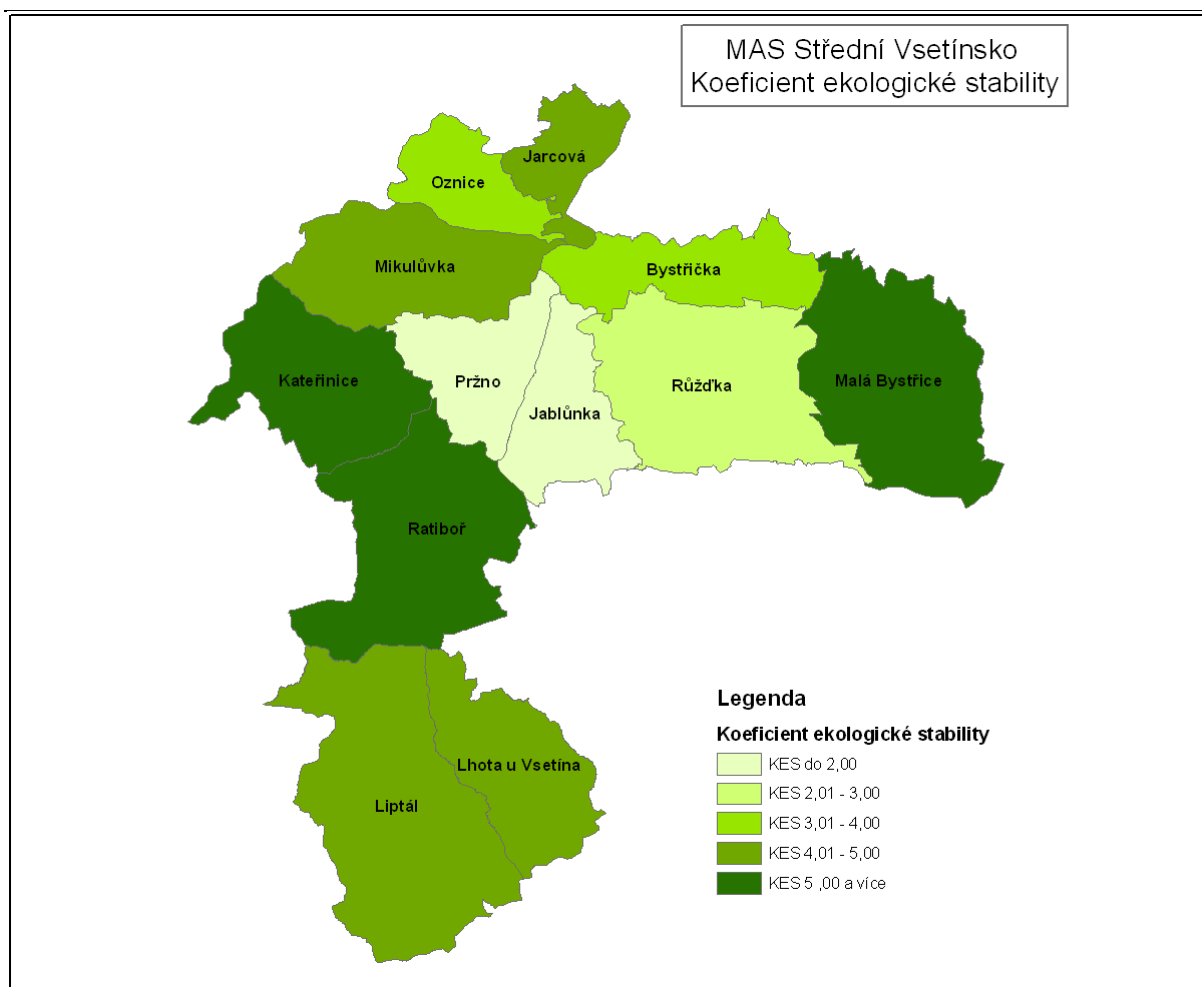 MAS Střední Vsetínsko
Koeficient ekologické stability
Jarcová
Oznice
Mikulůvka
Bystřička
Kateřinice
Pržno
Jablůnka
Růžďka
Malá Bystřice
Ratiboř
Liptál
Lhota u Vsetína
Legenda
Koeficient ekologické stability
KES do 2,00
KES 2,01 - 3,00
KES 3,01 - 4,00
KES 4,01 - 5,00
KES 5 ,00 a více